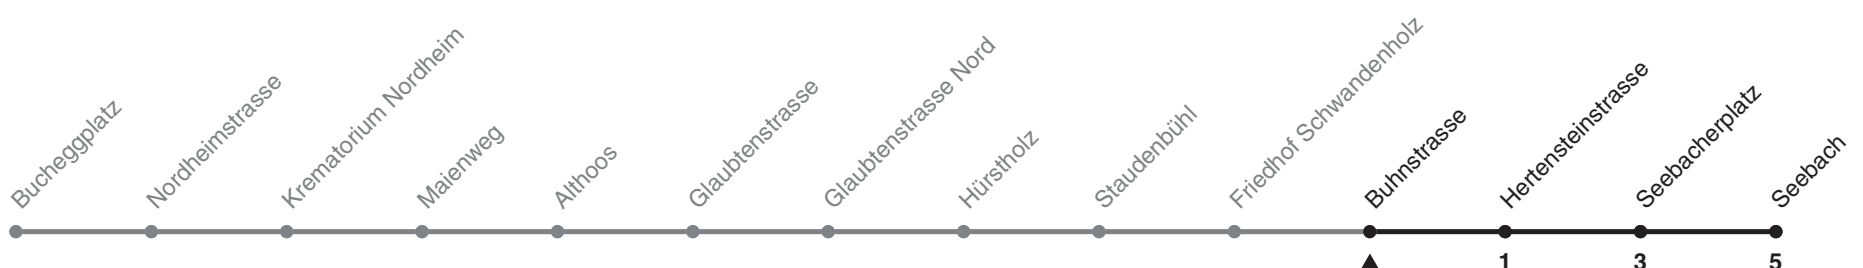 Bucheggplatz
Nordheimstrasse
Krematorium Nordheim
Maienweg
Althoos
Glaubtenstrasse
Glaubtenstrasse Nord
Hürstholz
Staudenbühl
Friedhof Schwandenholz
Buhnstrasse
Hertensteinstrasse
Seebacherplatz
Seebach
1 3 5